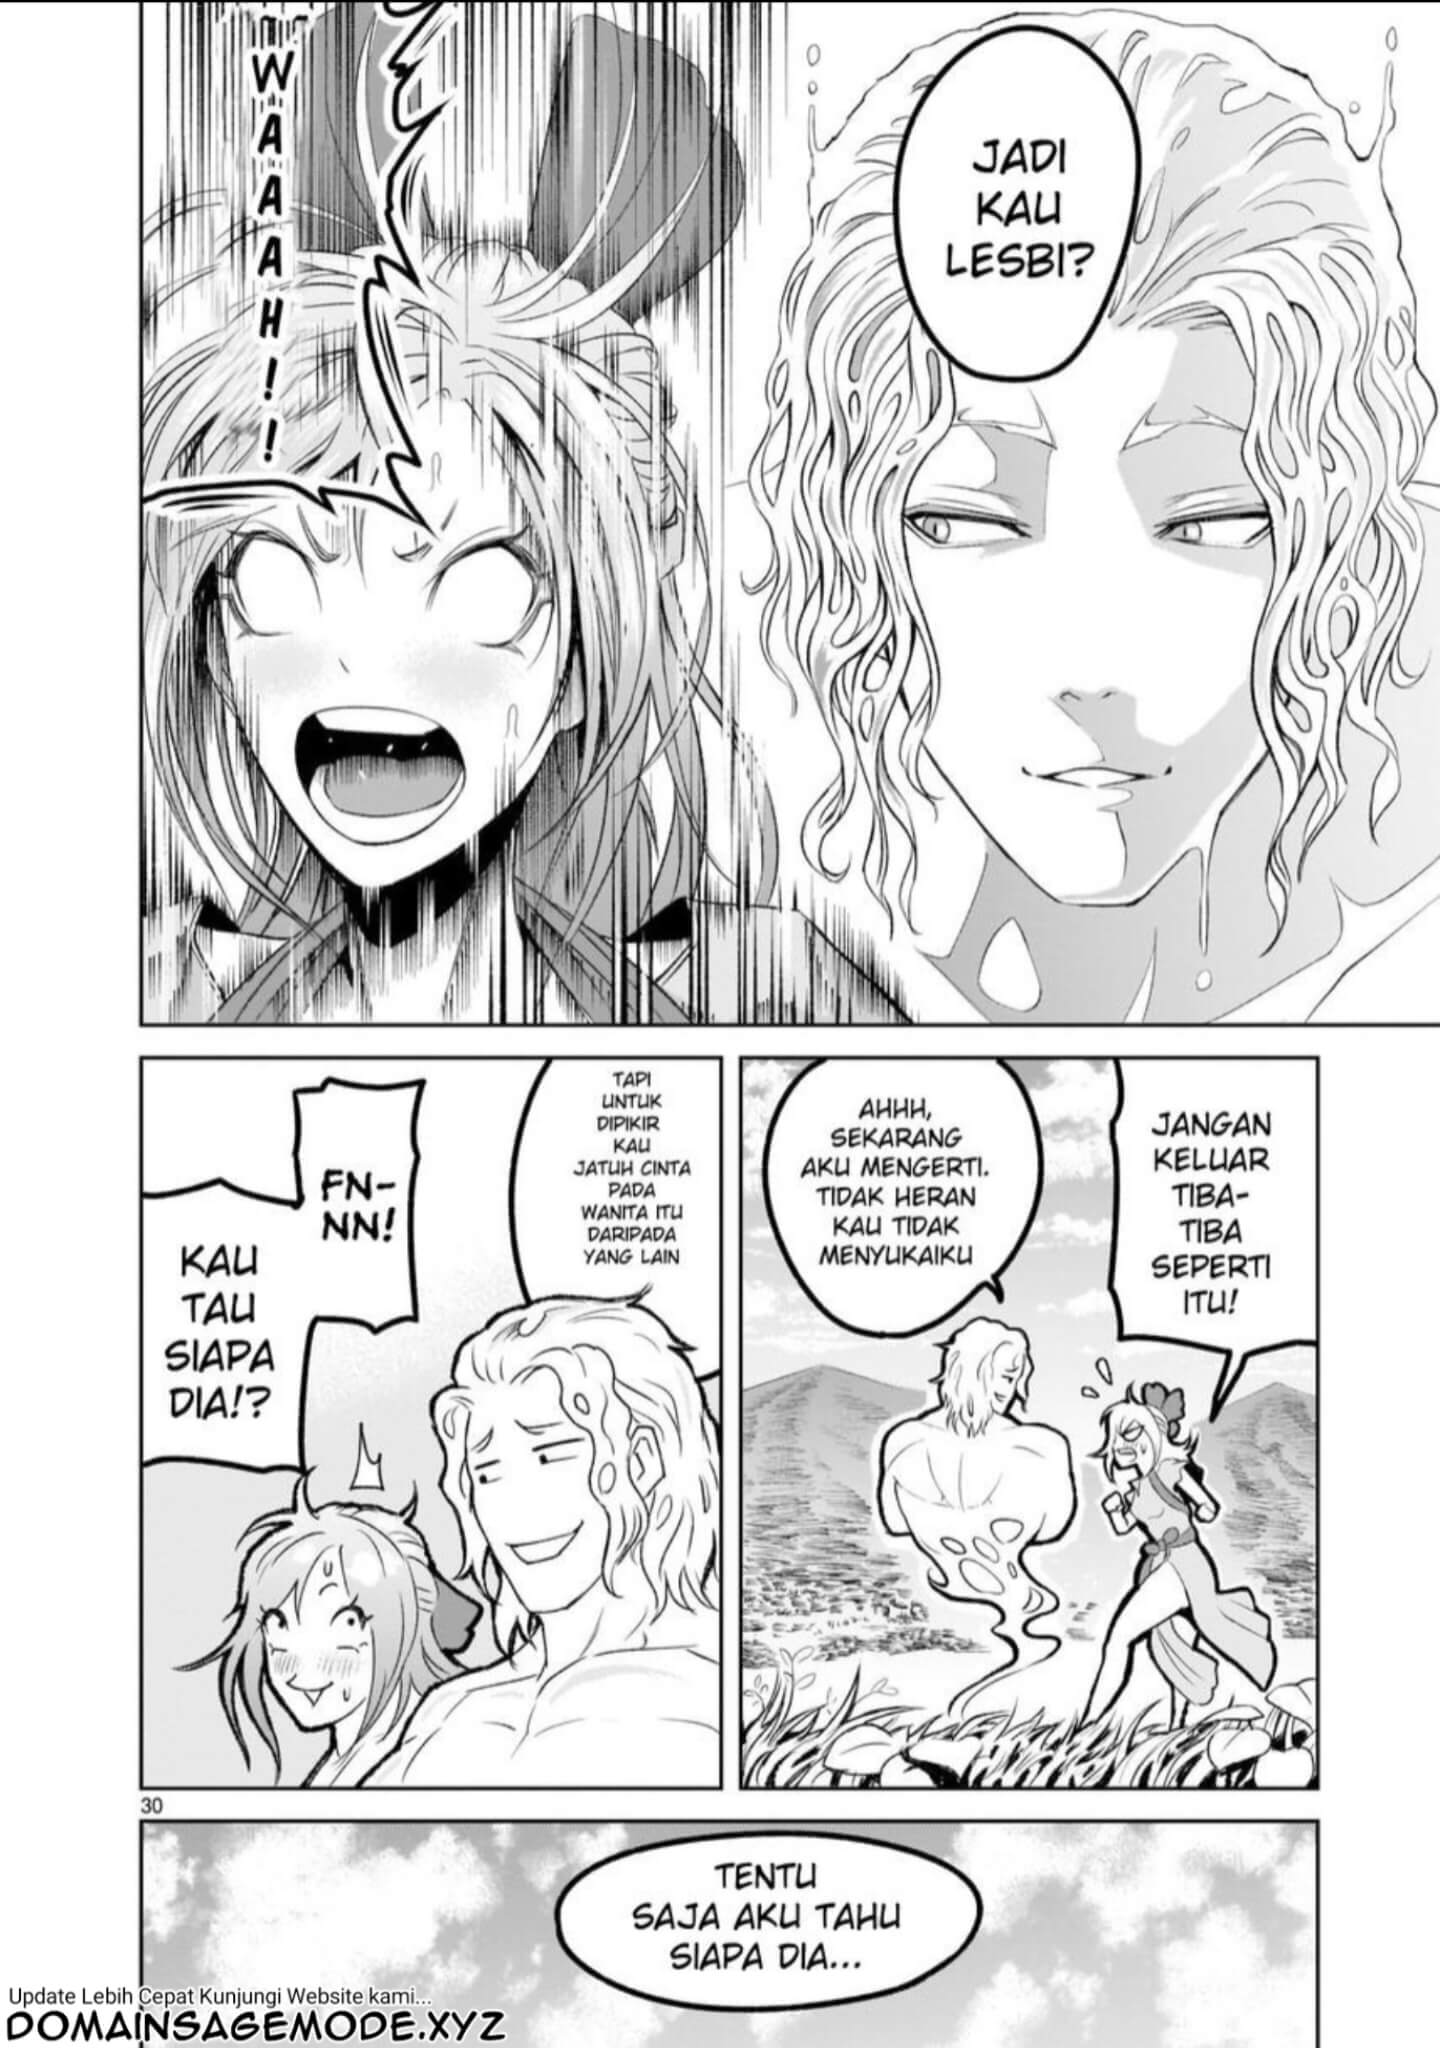 JADI
KAU
LESBI?
WAAAH!!
JANGAN
KELUAR
TIBA-
TIBA
SEPERTI
ITU!
AHHH,
SEKARANG
AKU MENGERTI.
TIDAK HERAN
KAU TIDAK
MENYUKAIKU
TAPI
UNTUK
DIPIKIR
KAU
JATUH CINTA
PADA
WANITA ITU
DARIPADA
YANG LAIN
FN-
NN!
KAU
TAU
SIAPA
DIA!?
30
TENTU
SAJA AKU TAHU
SIAPA DIA...
Update Lebih Cepat Kunjungi Website kami...
DOMAINSAGEMODE.XYZ